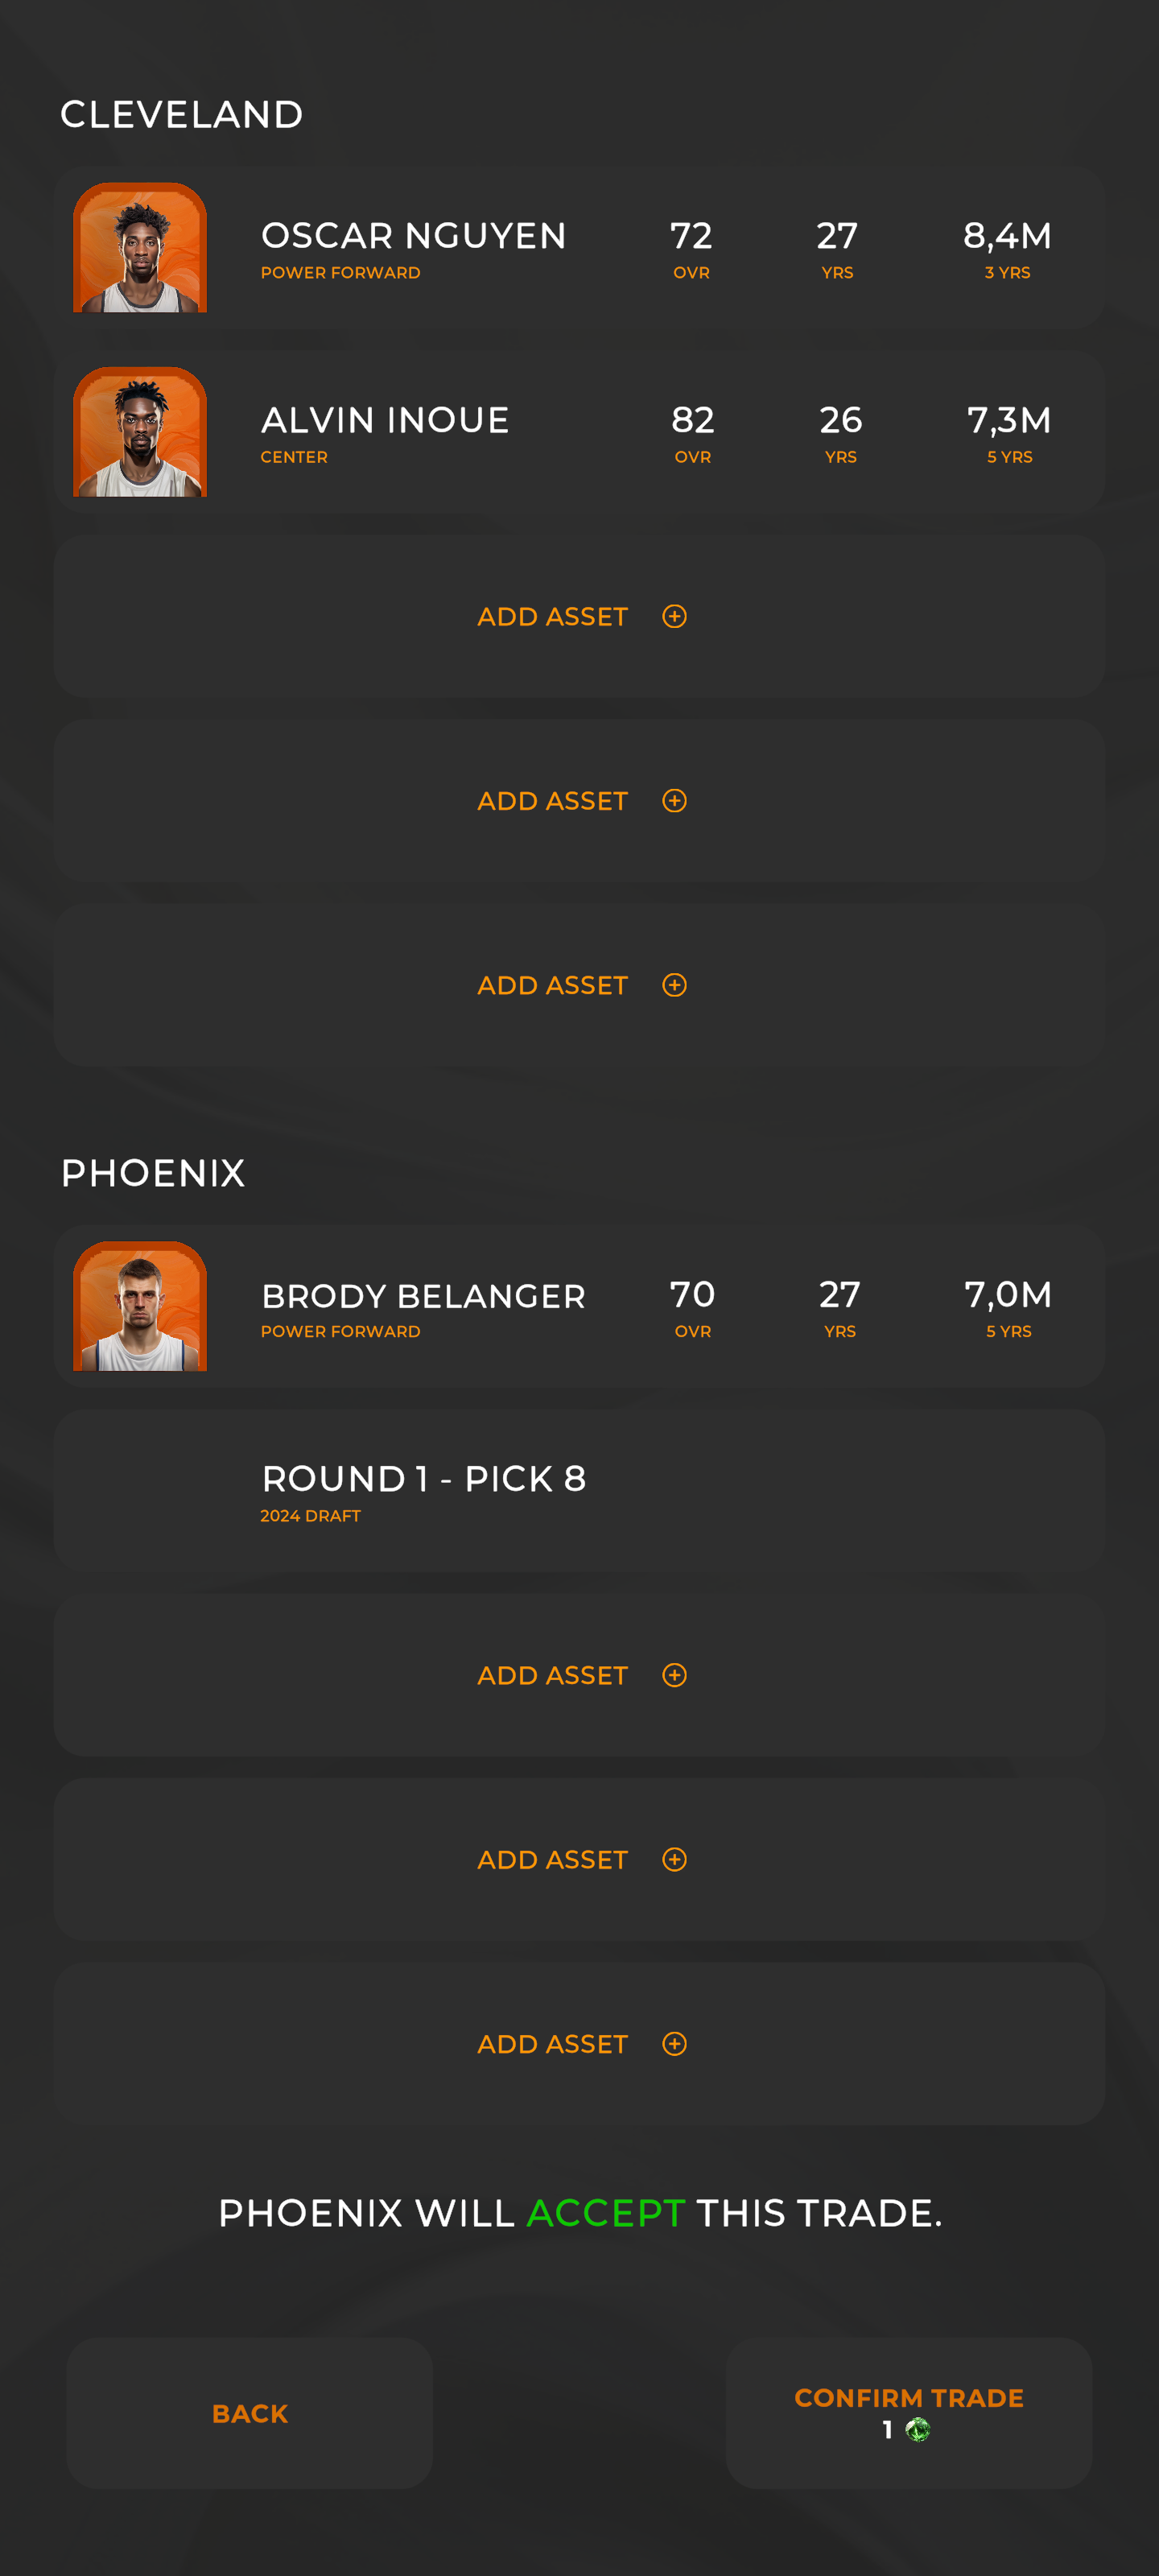 CLEVELAND
OSCAR NGUYEN 72 27 8,4M
POWER FORWARD OVR YRS 3 YRS
ALVIN INOUE 82 26 7,3M
CENTER OVR YRS 5 YRS
ADD ASSET
ADD ASSET
ADD ASSET
PHOENIX
BRODY BELANGER 70 27 7,0M
POWER FORWARD OVR YRS 5 YRS
ROUND 1 - PICK 8
2024 DRAFT
ADD ASSET
ADD ASSET
ADD ASSET
PHOENIX WILL ACCEPT THIS TRADE.
BACK
CONFIRM TRADE
1